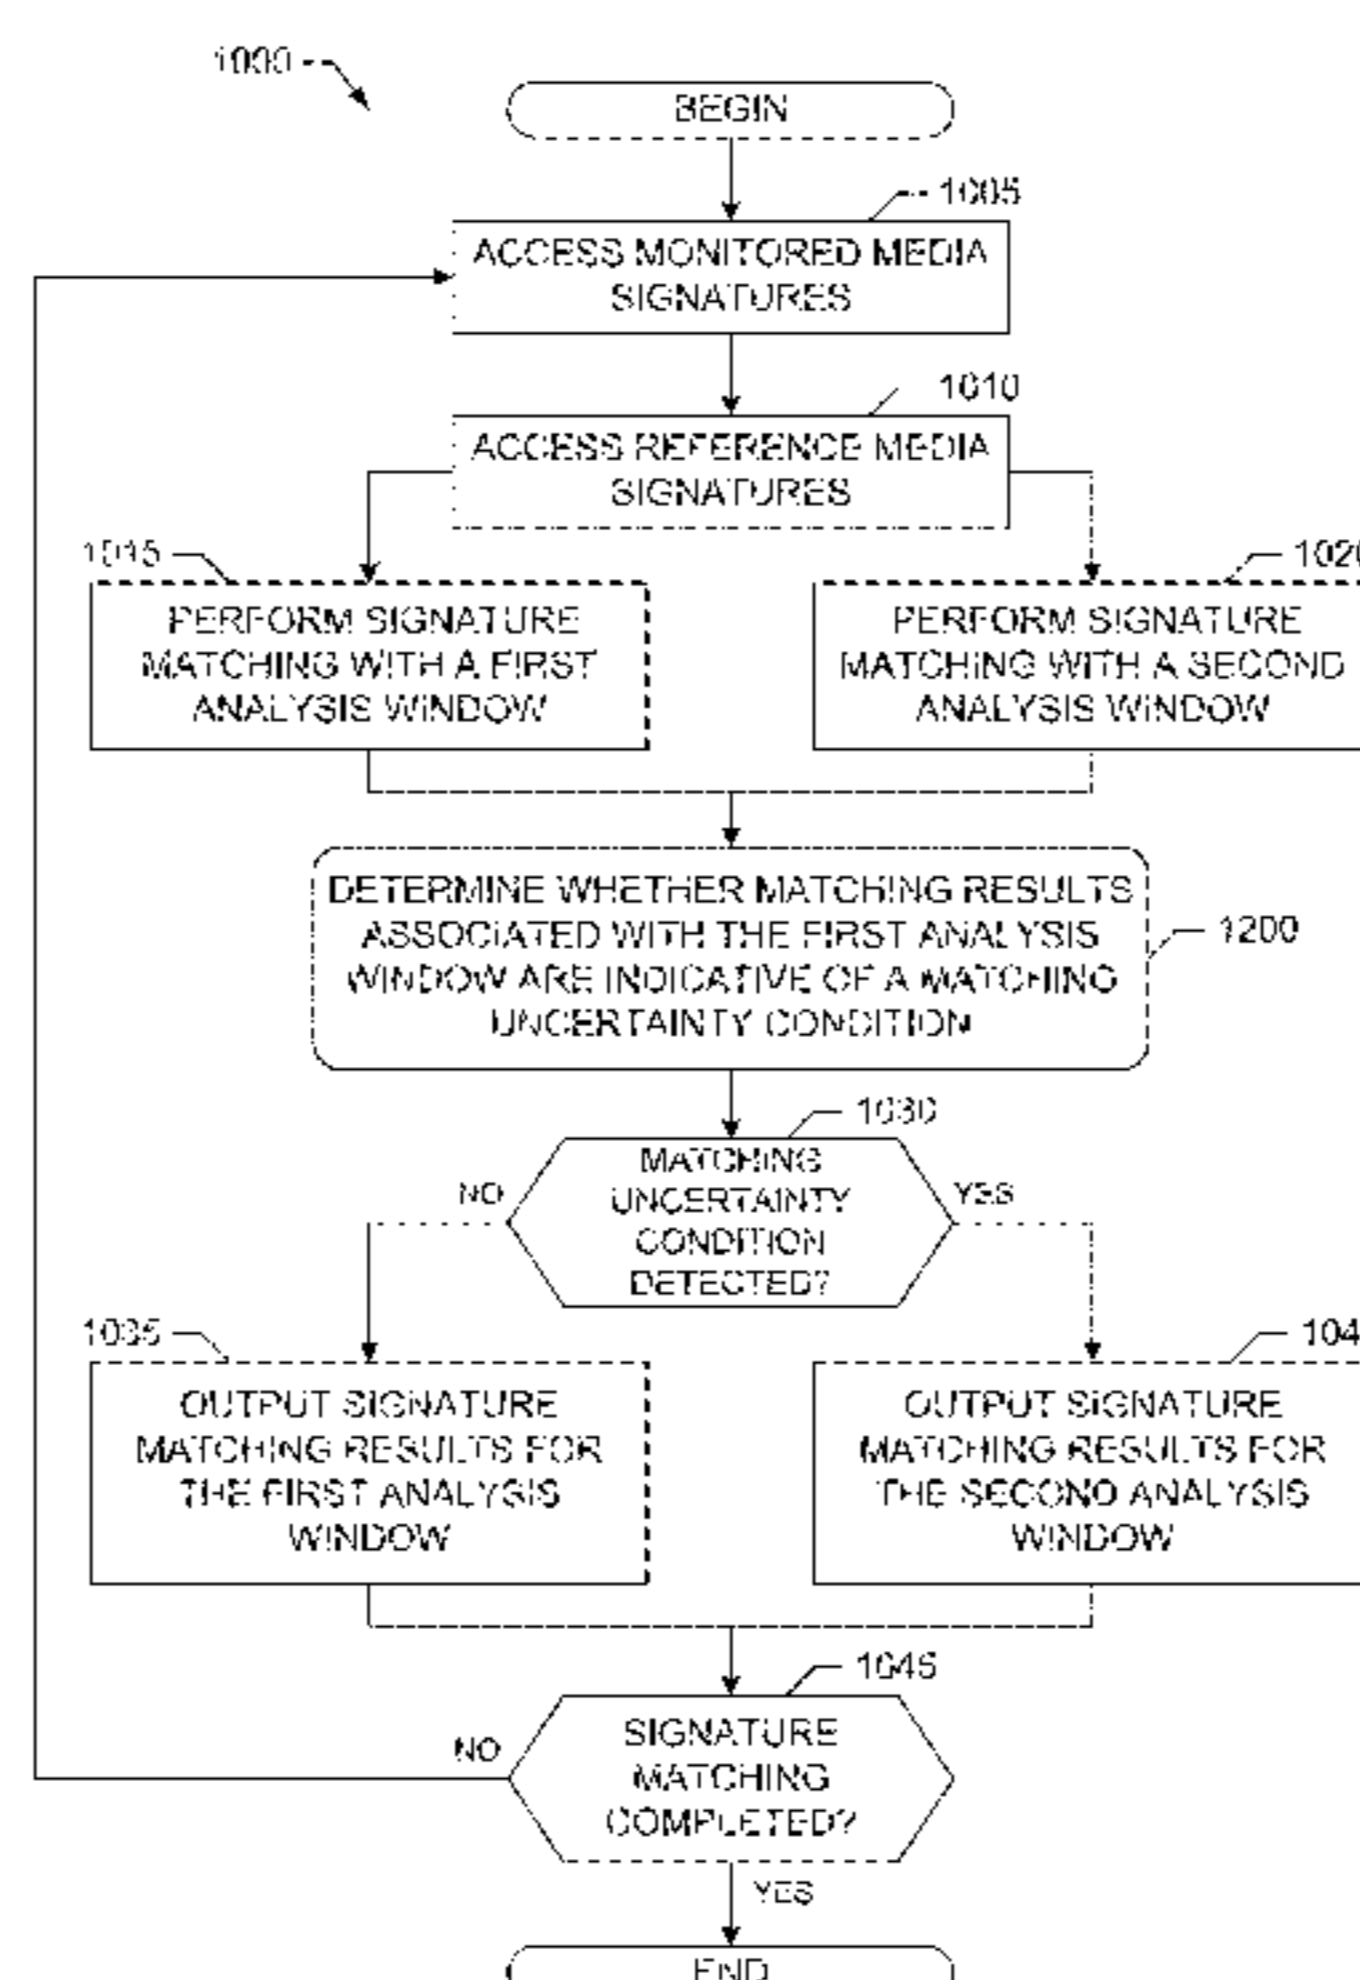 1000
BEGIN
1005
ACCESS MONITORED MEDIA
SIGNATURES
1010
ACCESS REFERENCE MEDIA
SIGNATURES
1015
PERFORM SIGNATURE
MATCHING WITH A FIRST
ANALYSIS WINDOW
1020
PERFORM SIGNATURE
MATCHING WITH A SECOND
ANALYSIS WINDOW
DETERMINE WHETHER MATCHING RESULTS
ASSOCIATED WITH THE FIRST ANALYSIS
WINDOW ARE INDICATIVE OF A MATCHING
UNCERTAINTY CONDITION
1200
1030
MATCHING
UNCERTAINTY
CONDITION
DETECTED?
NO
YES
1035
OUTPUT SIGNATURE
MATCHING RESULTS FOR
THE FIRST ANALYSIS
WINDOW
104
OUTPUT SIGNATURE
MATCHING RESULTS FOR
THE SECOND ANALYSIS
WINDOW
1045
SIGNATURE
MATCHING
COMPLETED?
NO
YES
END